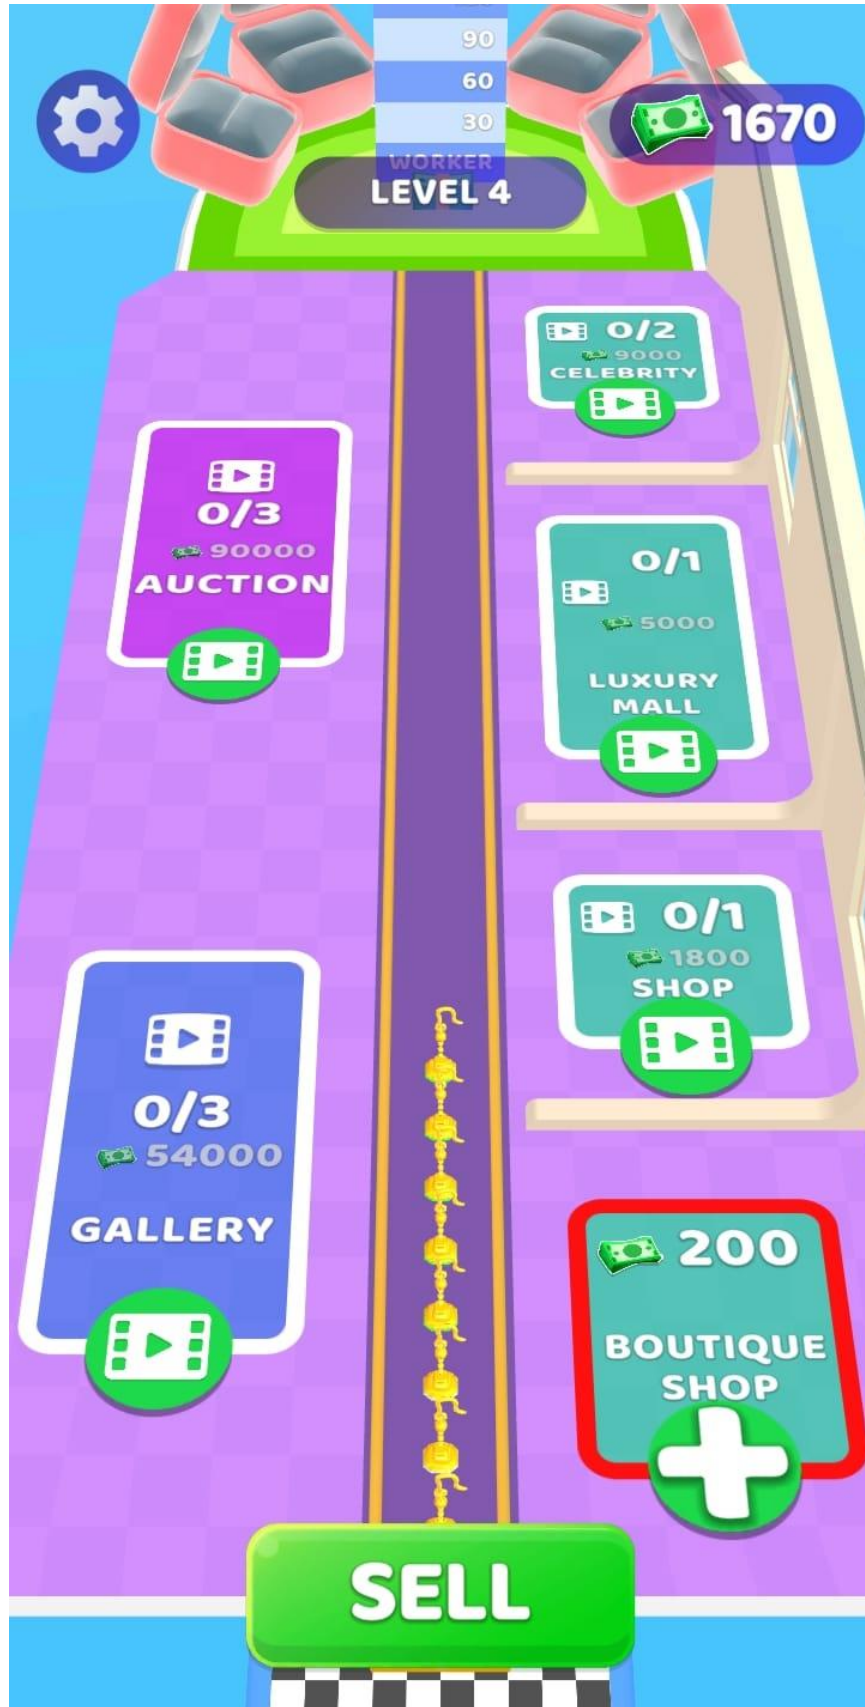 90
60
30
WORKER
1670
LEVEL 4
0/2
9000
CELEBRITY
0/3
90000
AUCTION
0/1
5000
LUXURY
MALL
0/1
1800
SHOP
0/3
54000
GALLERY
200
BOUTIQUE
SHOP
SELL